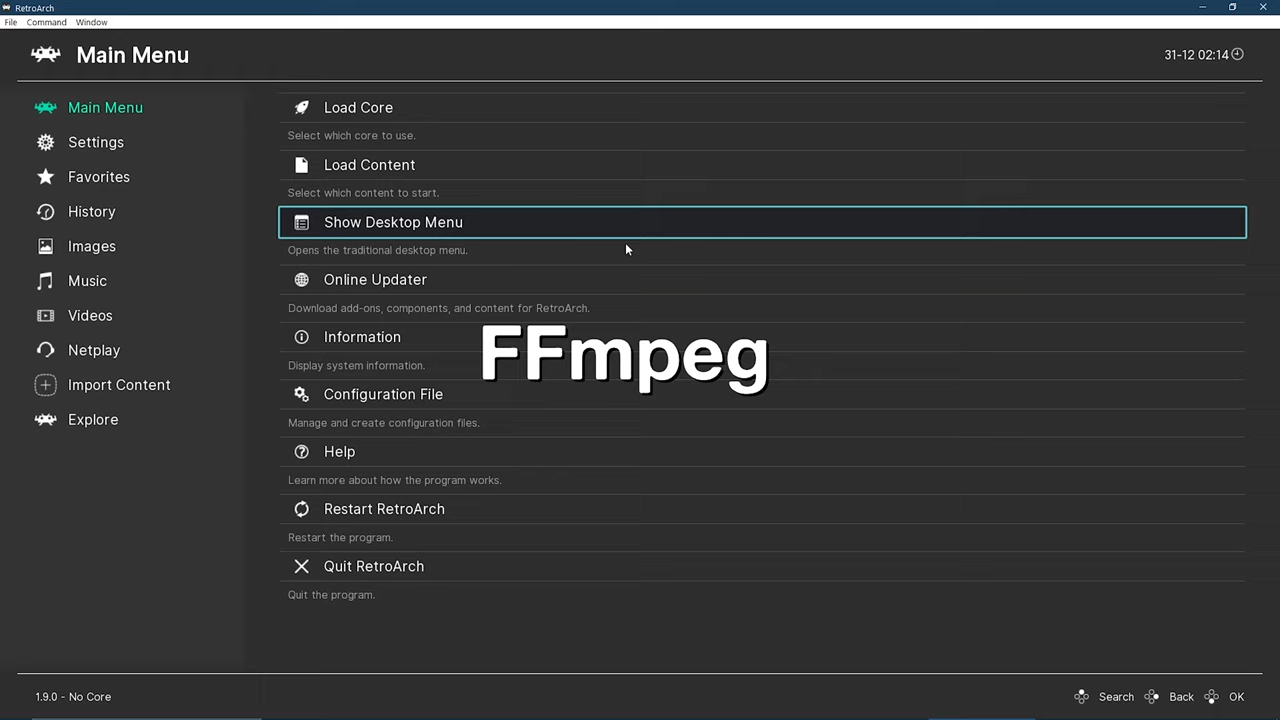 RetroArch
File Command Window
Main Menu
31-12 02:14
Main Menu
Settings
Favorites
History
Images
Music
Videos
Netplay
Import Content
Explore
Load Core
Select which core to use.
Load Content
Select which content to start.
Show Desktop Menu
Opens the traditional desktop menu.
Online Updater
Download add-ons, components, and content for RetroArch.
Information
Display system information.
FFmpeg
Configuration File
Manage and create configuration files.
Help
Learn more about how the program works.
Restart RetroArch
Restart the program.
Quit RetroArch
Quit the program.
1.9.0 - No Core
Search Back OK